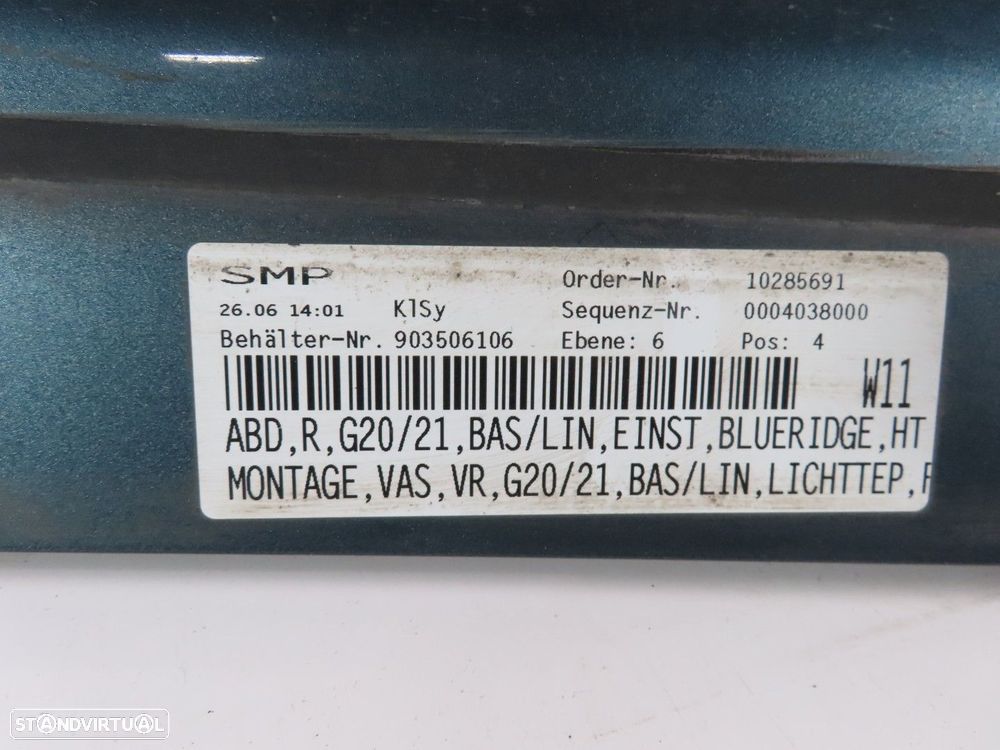 SMP Order-Nr. 10285691
26.06 14:01 KlSy Sequenz-Nr. 0004038000
Behälter-Nr. 903506106 Ebene: 6 Pos: 4
W11
ABD,R,G20/21,BAS/LIN,EINST,BLUERIDGE,HT
MONTAGE,VAS,VR,G20/21,BAS/LIN,LICHTTEP,
STANDVIRTUAL